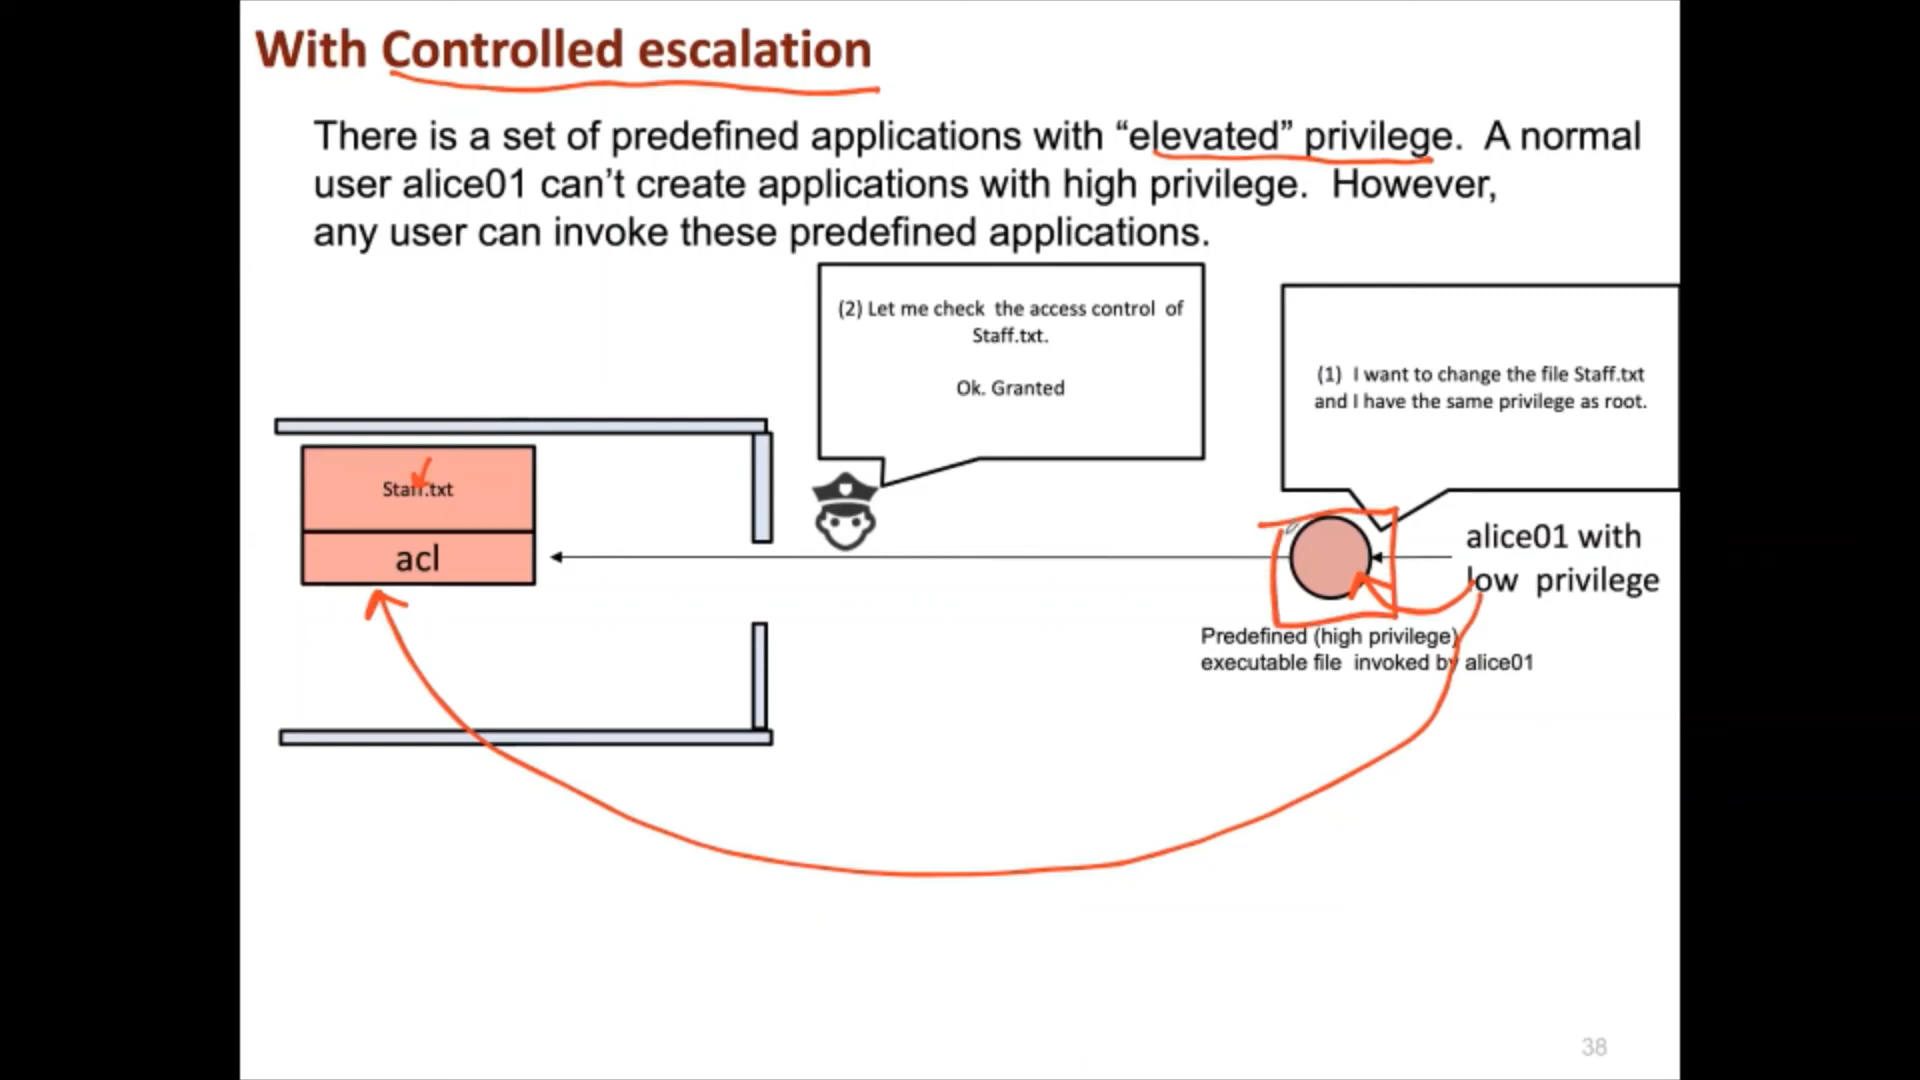 With Controlled escalation
There is a set of predefined applications with “elevated” privilege.  A normal
user alice01 can’t create applications with high privilege.  However,
any user can invoke these predefined applications.
(2) Let me check  the access control  of
Staff.txt.
Ok. Granted
(1)  I want to change the file Staff.txt
and I have the same privilege as root.
Staff.txt
acl
alice01 with
low  privilege
Predefined (high privilege)
executable file  invoked by alice01
38